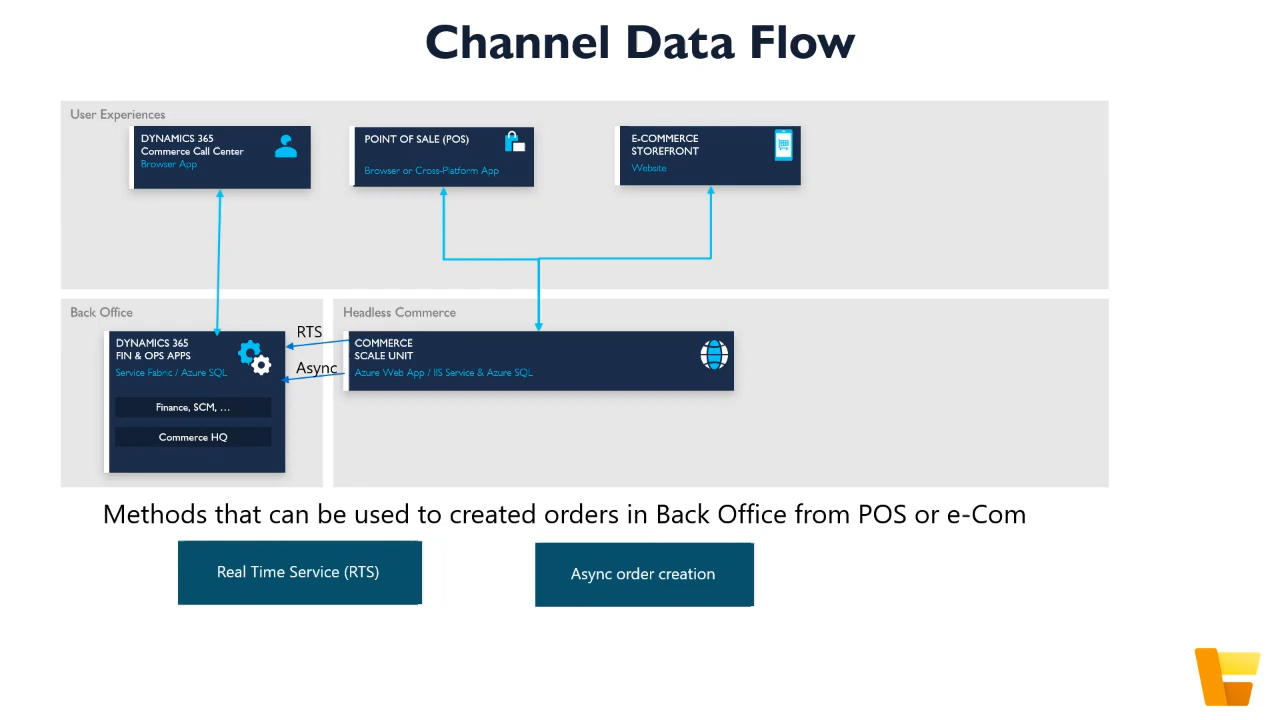 Channel Data Flow
User Experiences
DYNAMICS 365
Commerce Call Center
Browser App
POINT OF SALE (POS)
Browser or Cross-Platform App
E-COMMERCE
STOREFRONT
Website
Back Office
DYNAMICS 365
FIN & OPS APPS
Service Fabric / Azure SQL
Finance, SCM, ...
Commerce HQ
RTS
Async
Headless Commerce
COMMERCE
SCALE UNIT
Azure Web App / IIS Service & Azure SQL
Methods that can be used to created orders in Back Office from POS or e-Com
Real Time Service (RTS)
Async order creation